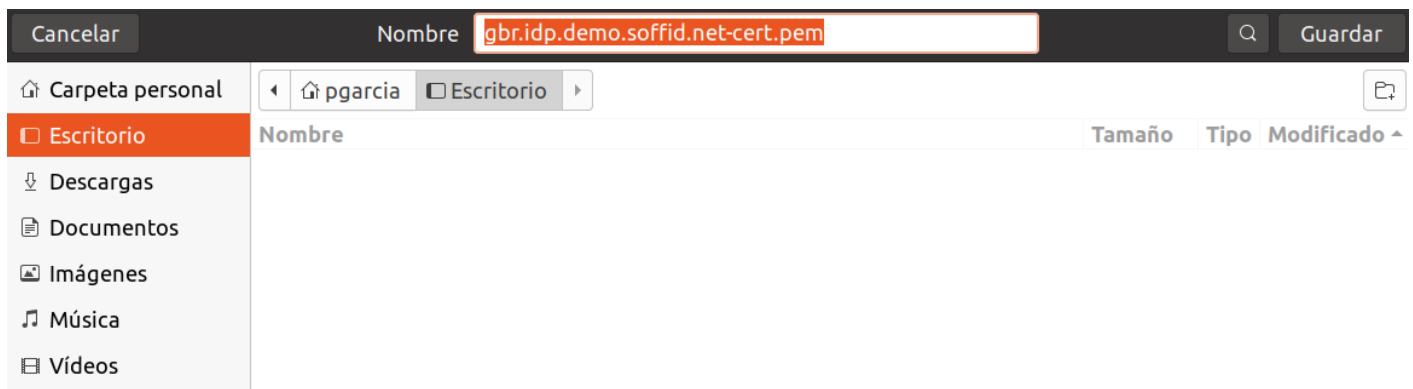 Cancelar Nombre gbr.idp.demo.soffid.net-cert.pem Guardar
Carpeta personal
pgarcia Escritorio
Escritorio
Nombre Tamaño Tipo Modificado
Descargas
Documentos
Imágenes
Música
Vídeos